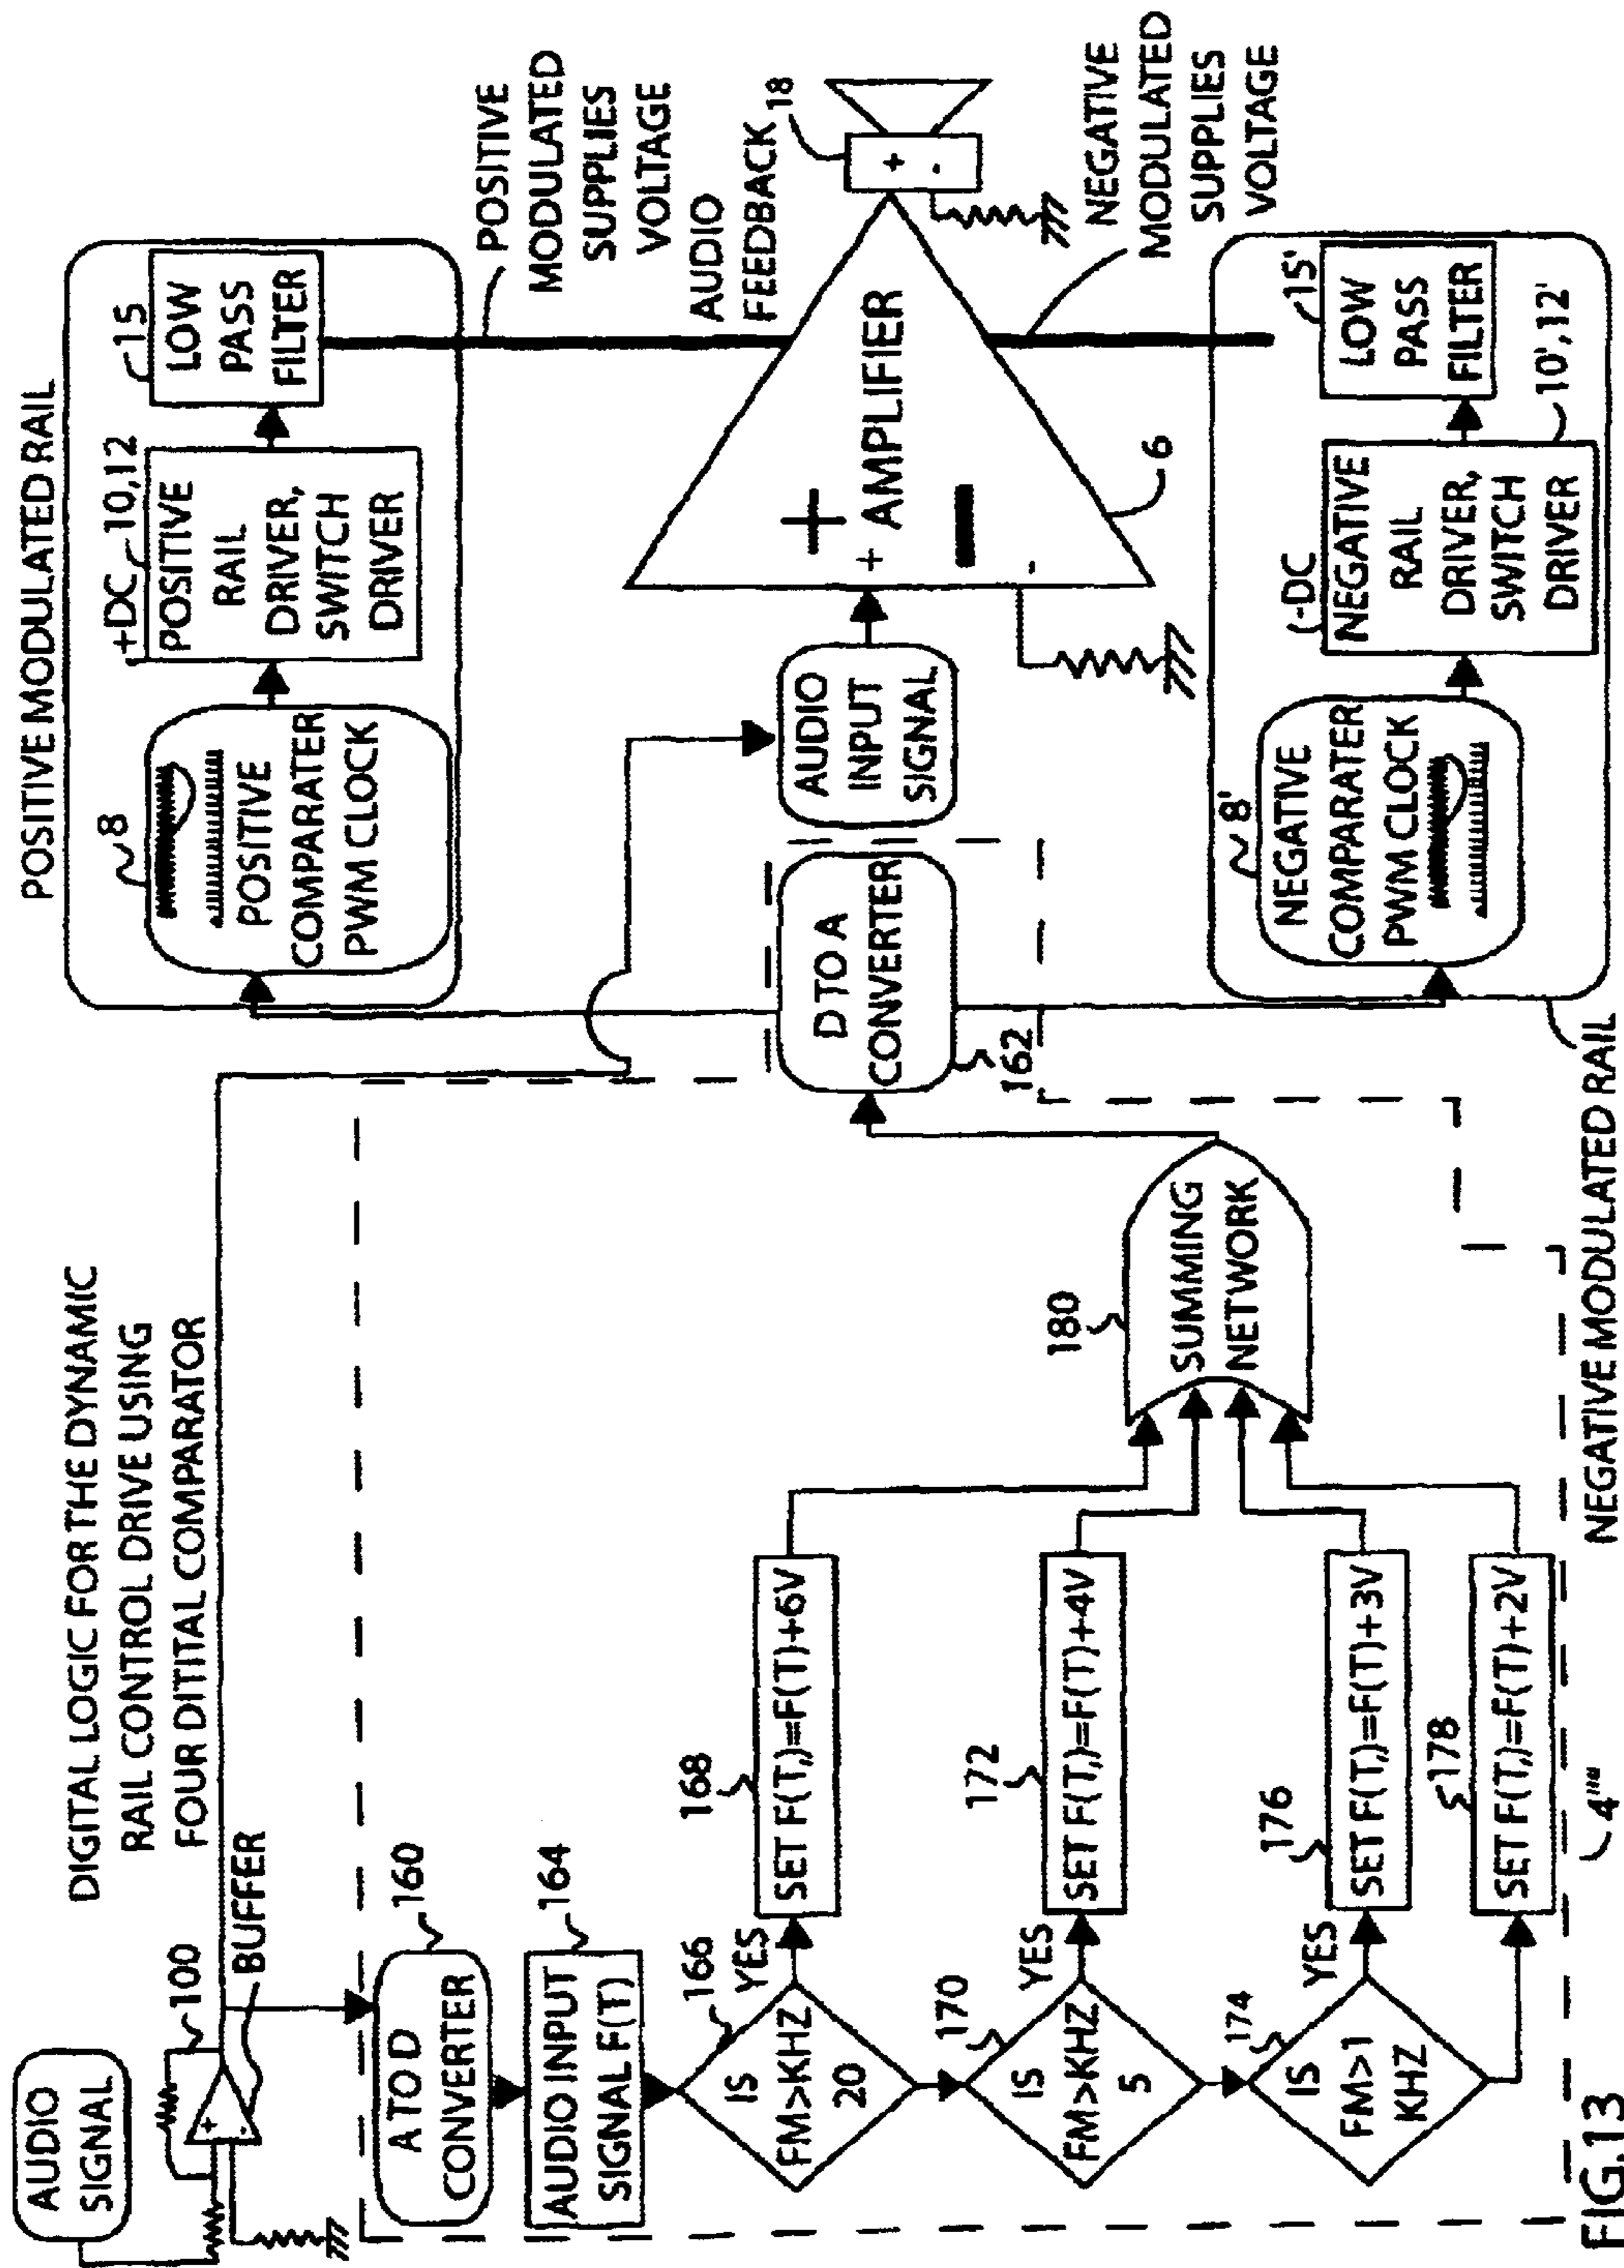 DIGITAL LOGIC FOR THE DYNAMIC
RAIL CONTROL DRIVE USING
FOUR DITITAL COMPARATOR
AUDIO
SIGNAL
+
-
100
BUFFER
160
A TO D
CONVERTER
164
AUDIO INPUT
SIGNAL F(T)
166
IS
FM>KHZ
20
YES
168
SET F(T,)=F(T)+6V
170
IS
FM>KHZ
5
YES
172
SET F(T,)=F(T)+4V
174
IS
FM>1
KHZ
YES
176
SET F(T,)=F(T)+3V
178
SET F(T,)=F(T)+2V
4'''
180
SUMMING
NETWORK
D TO A
CONVERTER
162
POSITIVE MODULATED RAIL
8
POSITIVE
COMPARATER
PWM CLOCK
+DC
10,12
POSITIVE
RAIL
DRIVER,
SWITCH
DRIVER
15
LOW
PASS
FILTER
POSITIVE
MODULATED
SUPPLIES
VOLTAGE
AUDIO
FEEDBACK
18
+
-
AUDIO
INPUT
SIGNAL
+
+
AMPLIFIER
-
-
6
NEGATIVE
MODULATED
SUPPLIES
VOLTAGE
8'
NEGATIVE
COMPARATER
PWM CLOCK
-DC
NEGATIVE
RAIL
DRIVER,
SWITCH
DRIVER
10',12'
15'
LOW
PASS
FILTER
NEGATIVE MODULATED RAIL
FIG.13